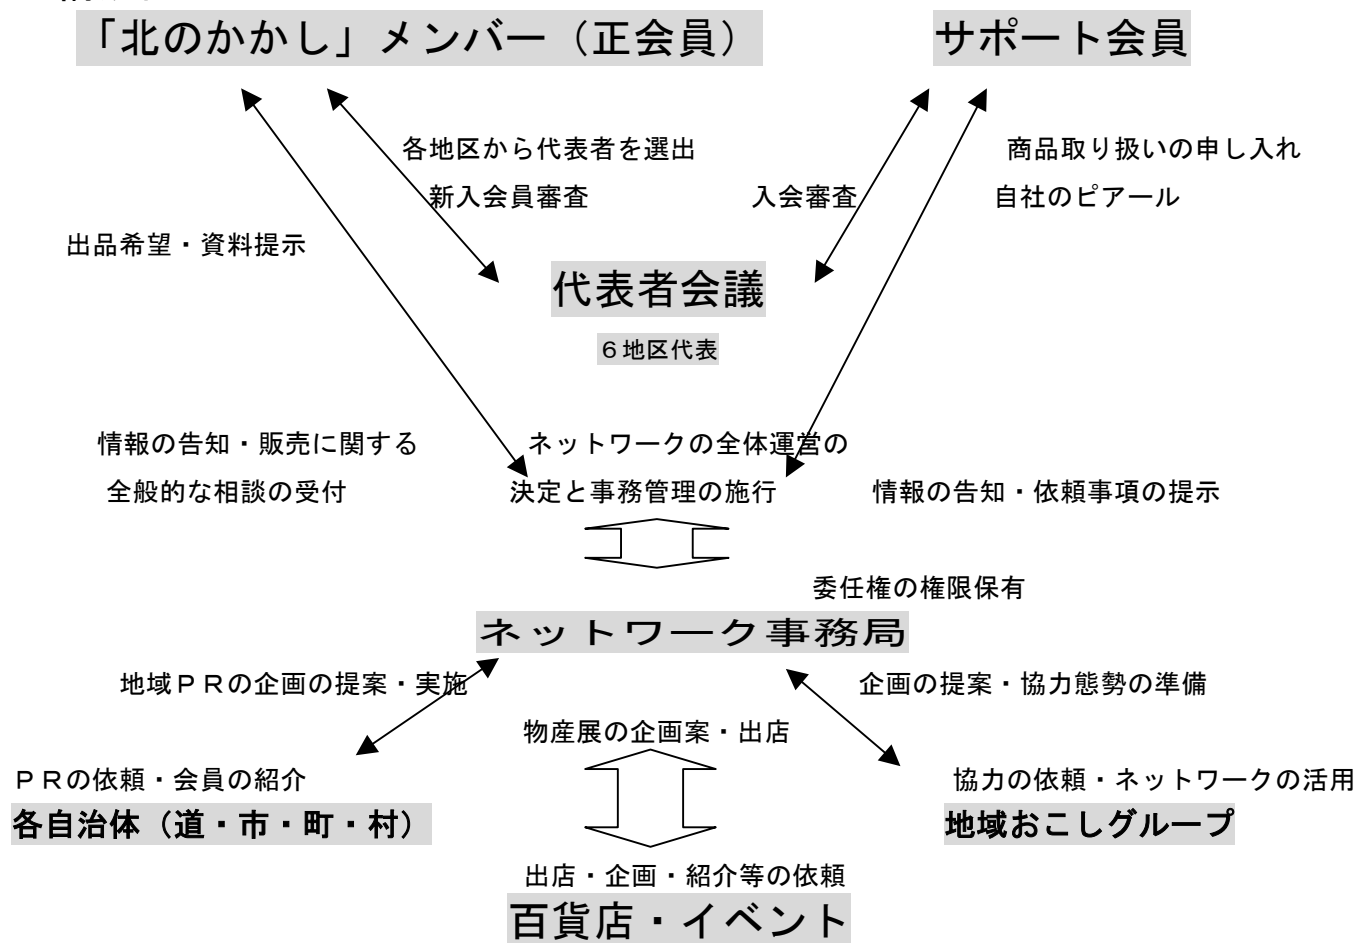 「北のかかし」メンバー（正会員）
サポート会員
各地区から代表者を選出
商品取り扱いの申し入れ
新入会員審査
入会審査
自社のピアール
出品希望・資料提示
代表者会議
６地区代表
情報の告知・販売に関する
ネットワークの全体運営の
全般的な相談の受付
決定と事務管理の施行
情報の告知・依頼事項の提示
委任権の権限保有
ネットワーク事務局
地域ＰＲの企画の提案・実施
企画の提案・協力態勢の準備
物産展の企画案・出店
ＰＲの依頼・会員の紹介
協力の依頼・ネットワークの活用
各自治体（道・市・町・村）
地域おこしグループ
出店・企画・紹介等の依頼
百貨店・イベント